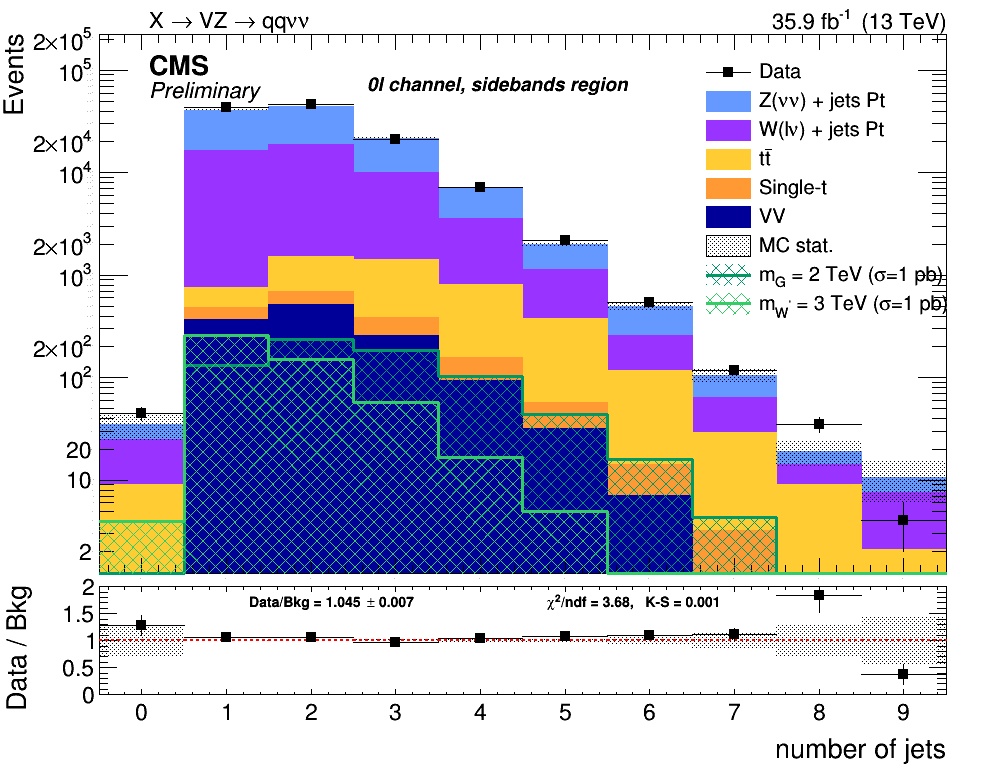 X → VZ → qqνν
35.9 fb⁻¹ (13 TeV)
Events
2×10⁵
10⁵
2×10⁴
10⁴
2×10³
10³
2×10²
10²
20
10
2
CMS
Preliminary
0l channel, sidebands region
Data
Z(νν) + jets Pt
W(lν) + jets Pt
tt̄
Single-t
VV
MC stat.
m_G = 2 TeV (σ=1 pb)
m_W' = 3 TeV (σ=1 pb)
Data / Bkg
2
1.5
1
0.5
0
Data/Bkg = 1.045 ± 0.007
χ²/ndf = 3.68, K-S = 0.001
0 1 2 3 4 5 6 7 8 9
number of jets